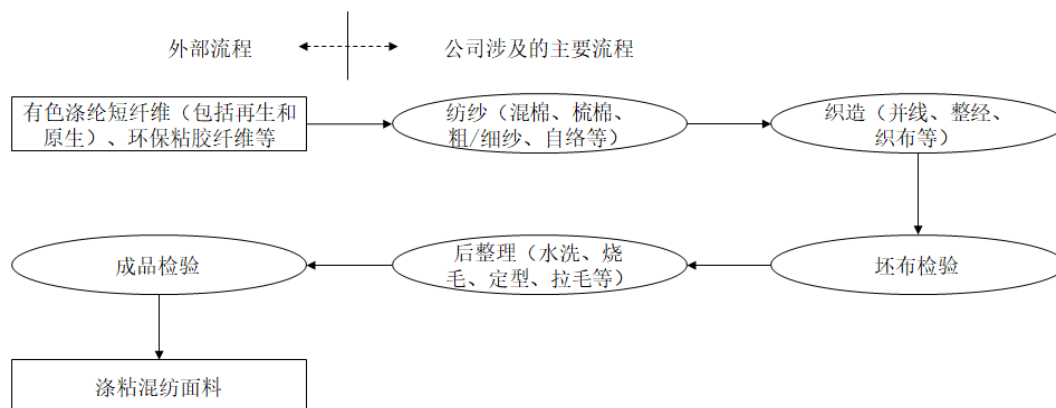 外部流程
公司涉及的主要流程
有色涤纶短纤维（包括再生和
原生）、环保粘胶纤维等
纺纱（混棉、梳棉、
粗/细纱、自络等）
织造（并线、整经、
织布等）
成品检验
后整理（水洗、烧
毛、定型、拉毛等）
坯布检验
涤粘混纺面料